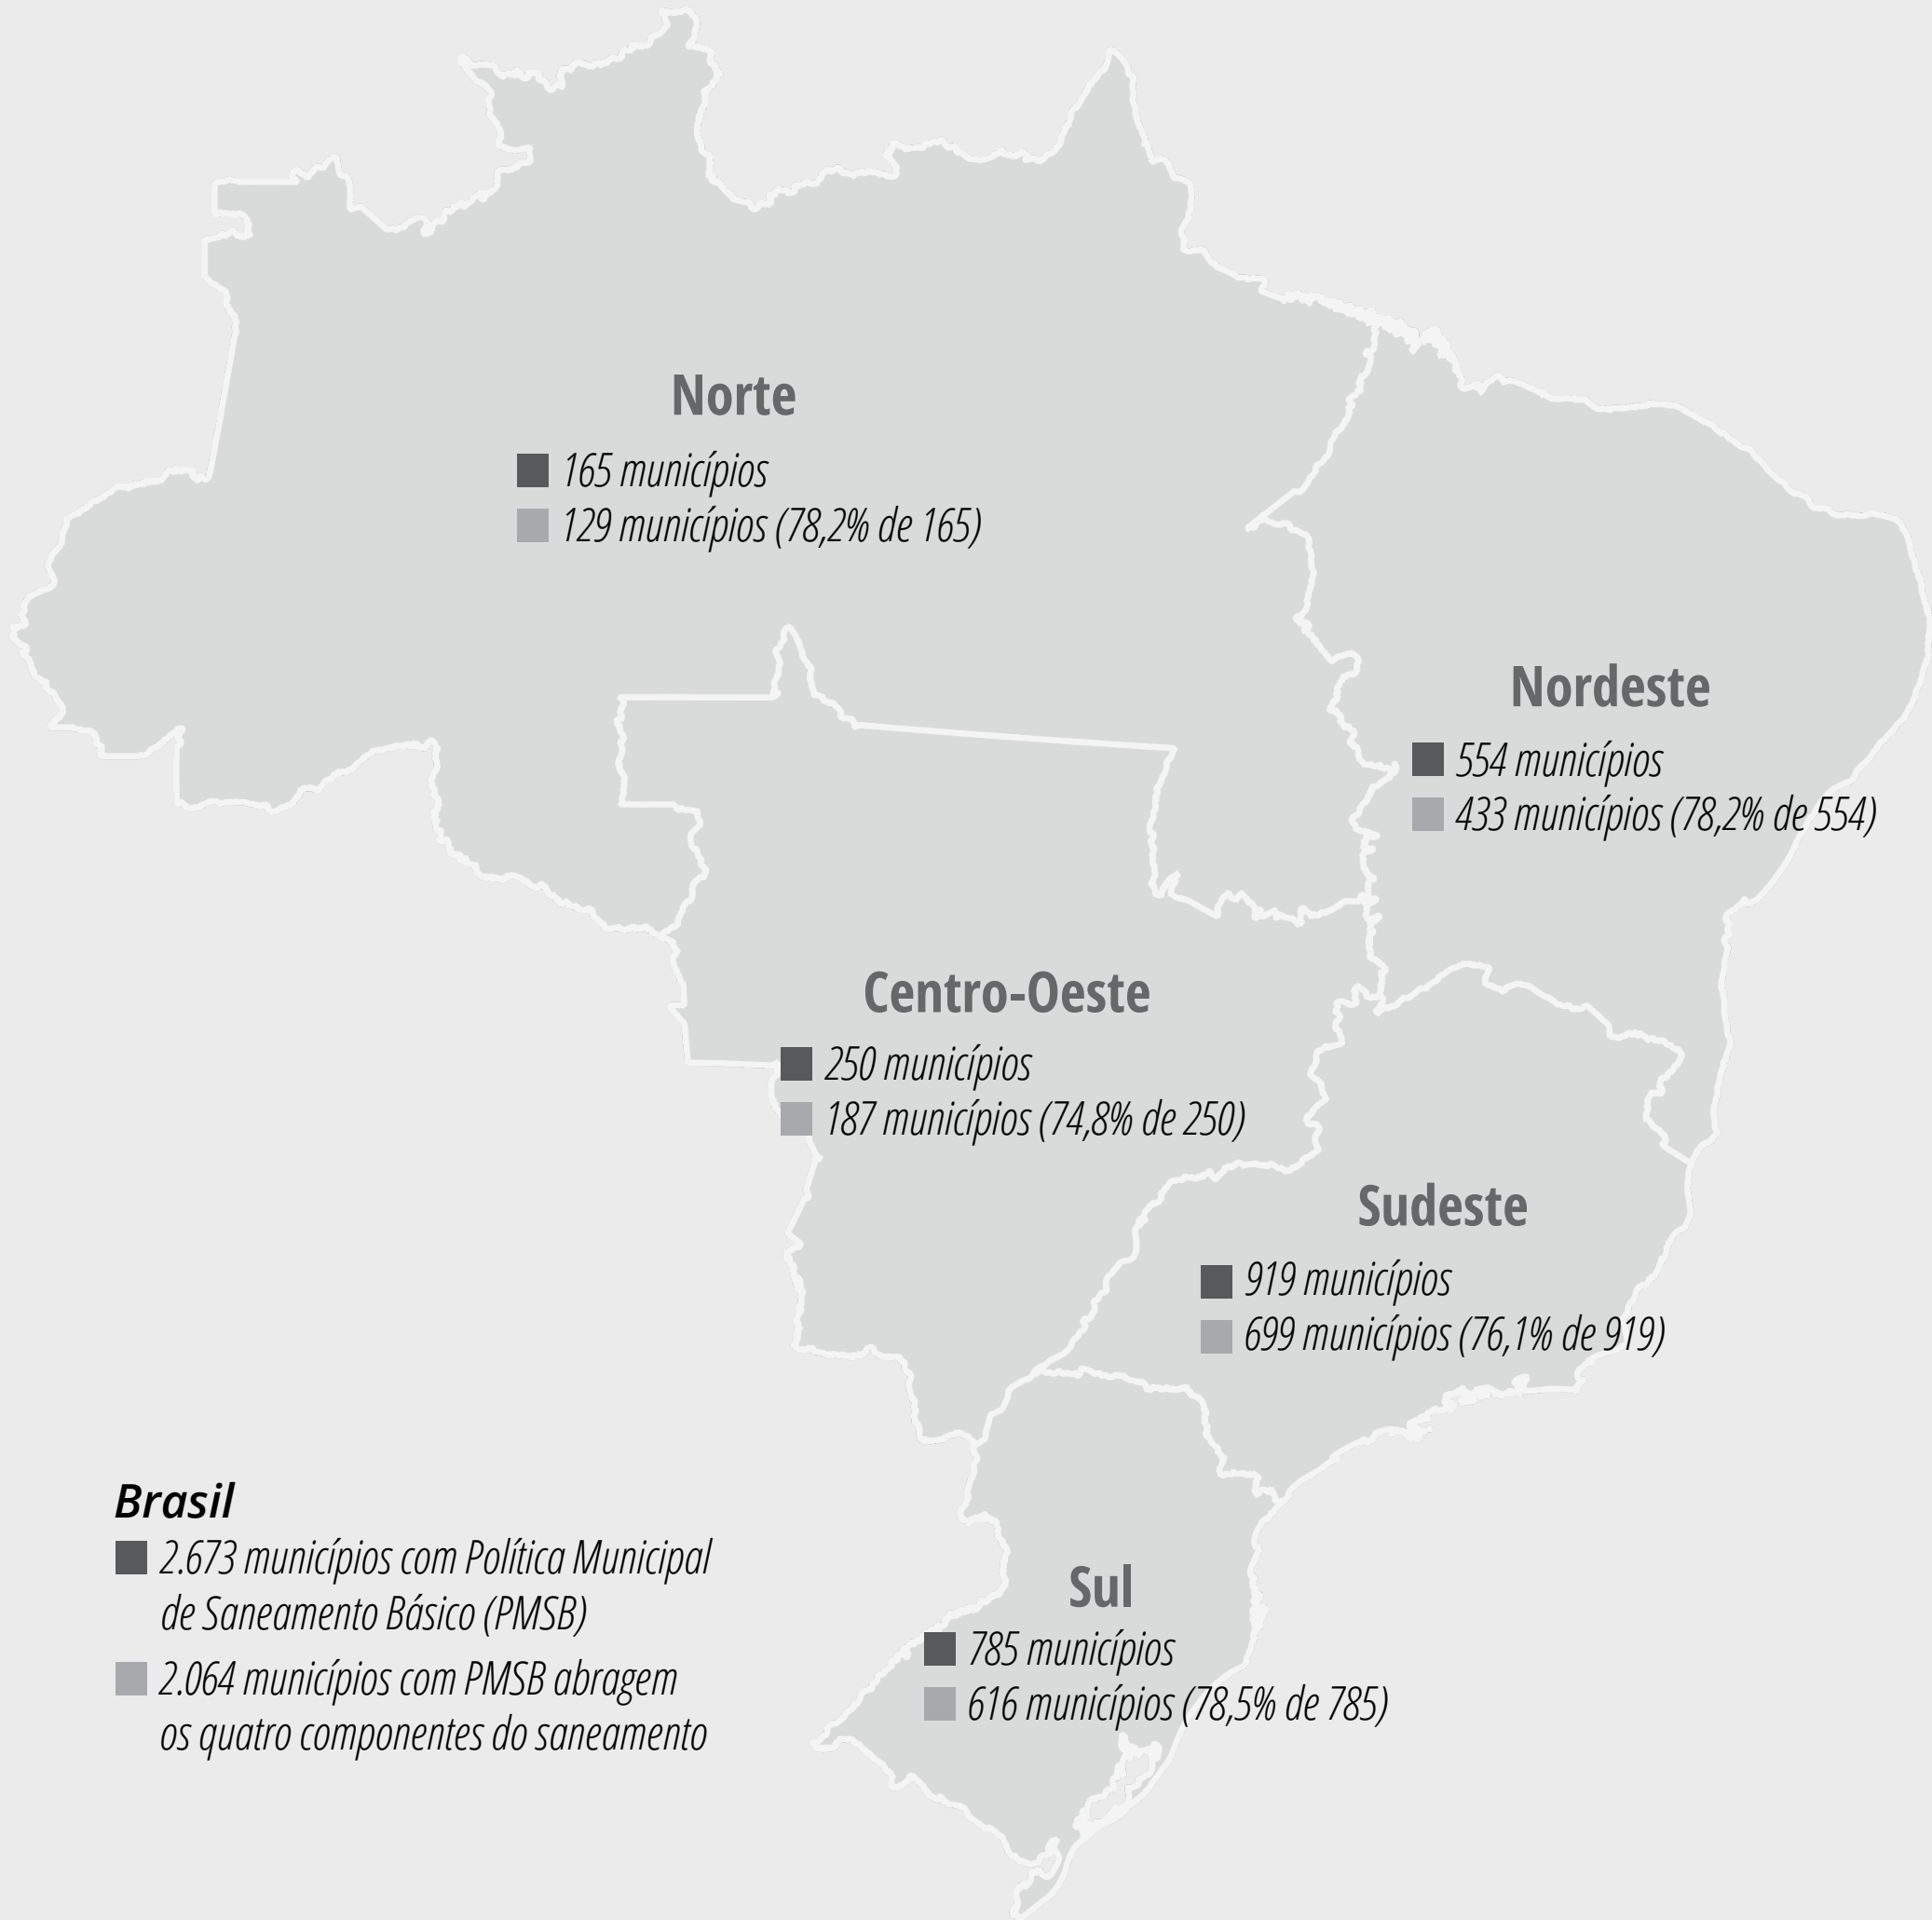 Norte
165 municípios
129 municípios (78,2% de 165)
Nordeste
554 municípios
433 municípios (78,2% de 554)
Centro-Oeste
250 municípios
187 municípios (74,8% de 250)
Sudeste
919 municípios
699 municípios (76,1% de 919)
Brasil
2.673 municípios com Política Municipal
de Saneamento Básico (PMSB)
2.064 municípios com PMSB abragem
os quatro componentes do saneamento
Sul
785 municípios
616 municípios (78,5% de 785)